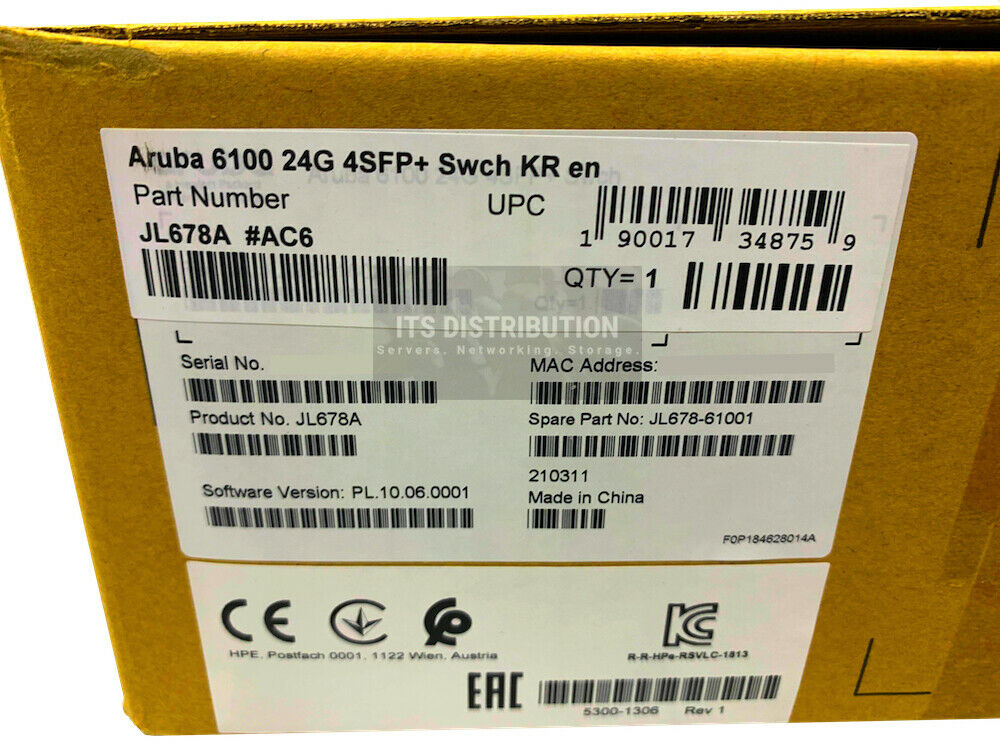 Aruba 6100 24G 4SFP+ Swch KR en
Part Number
UPC
JL678A #AC6
1 90017 34875 9
QTY= 1
Qty=1
ITS DISTRIBUTION
Servers. Networking. Storage.
Serial No.
MAC Address:
Product No. JL678A
Spare Part No: JL678-61001
210311
Software Version: PL.10.06.0001
Made in China
F0P184628014A
CE
HPE, Postfach 0001, 1122 Wien, Austria
R-R-HPe-RSVLC-1813
EAC
5300-1306 Rev 1